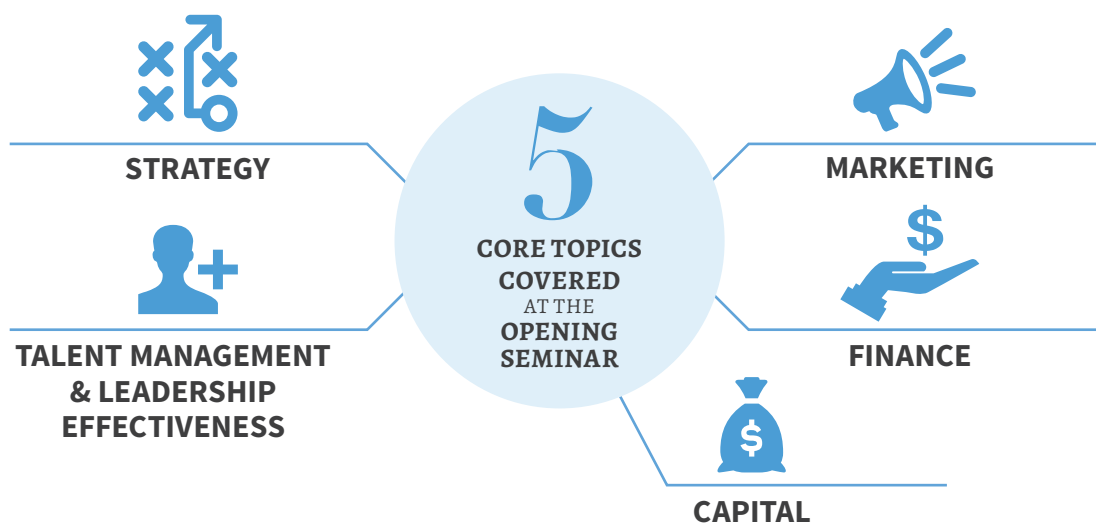 STRATEGY
TALENT MANAGEMENT
& LEADERSHIP
EFFECTIVENESS
5
CORE TOPICS
COVERED
AT THE
OPENING
SEMINAR
MARKETING
$
FINANCE
$
CAPITAL